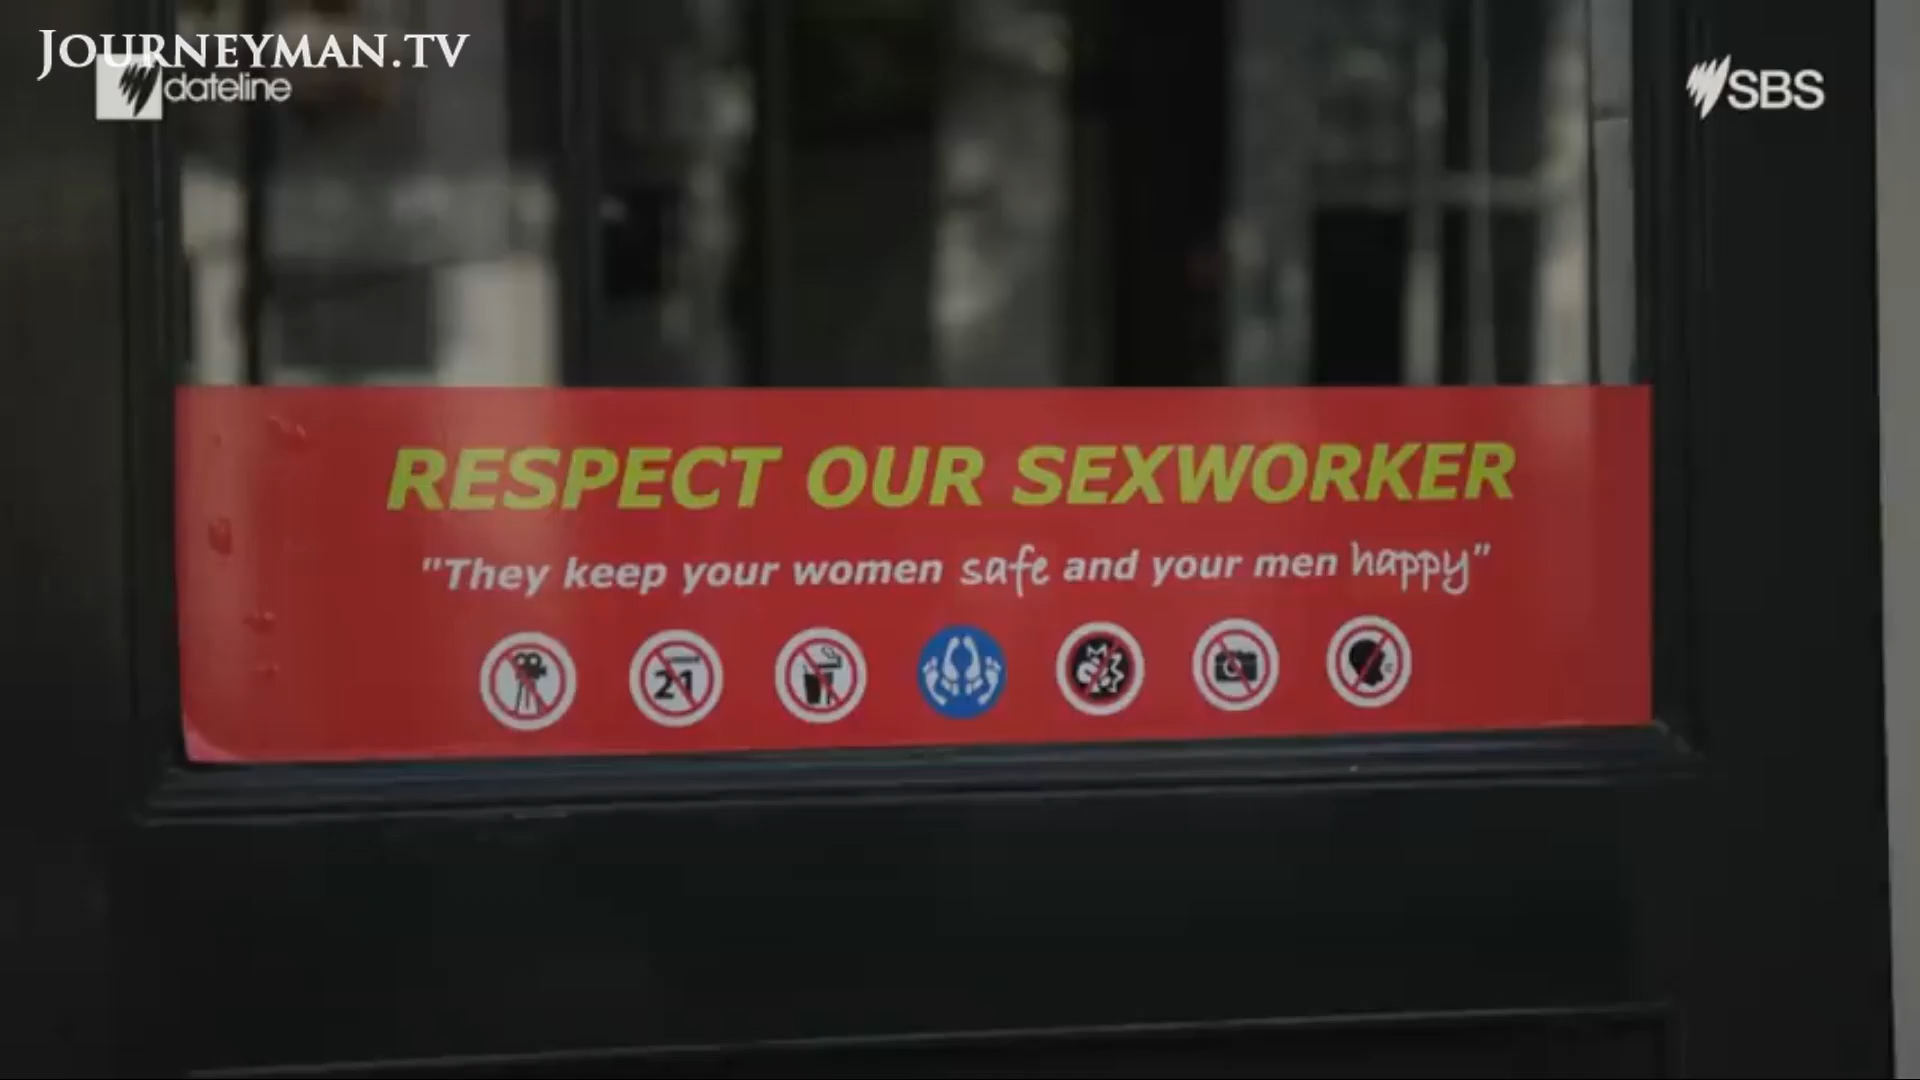 JOURNEYMAN.TV
dateline
SBS
RESPECT OUR SEXWORKER
"They keep your women safe and your men happy"
21